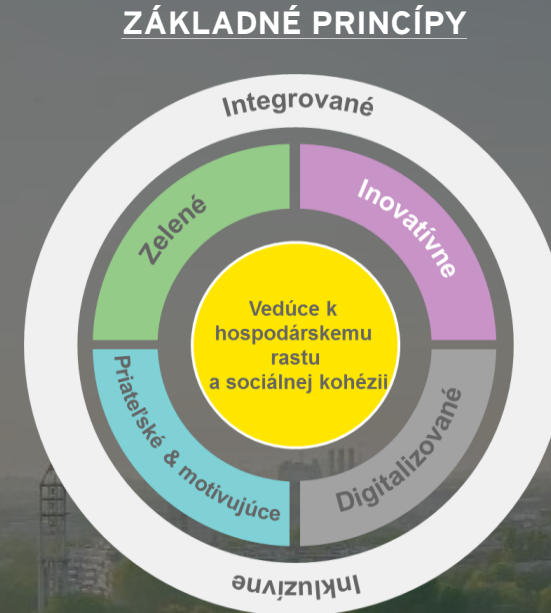 ZÁKLADNÉ PRINCÍPY
Integrované
Zelené
Inovatívne
Vedúce k
hospodárskemu
rastu
a sociálnej kohézii
Priateľské & motivujúce
Digitalizované
Inkluzívne